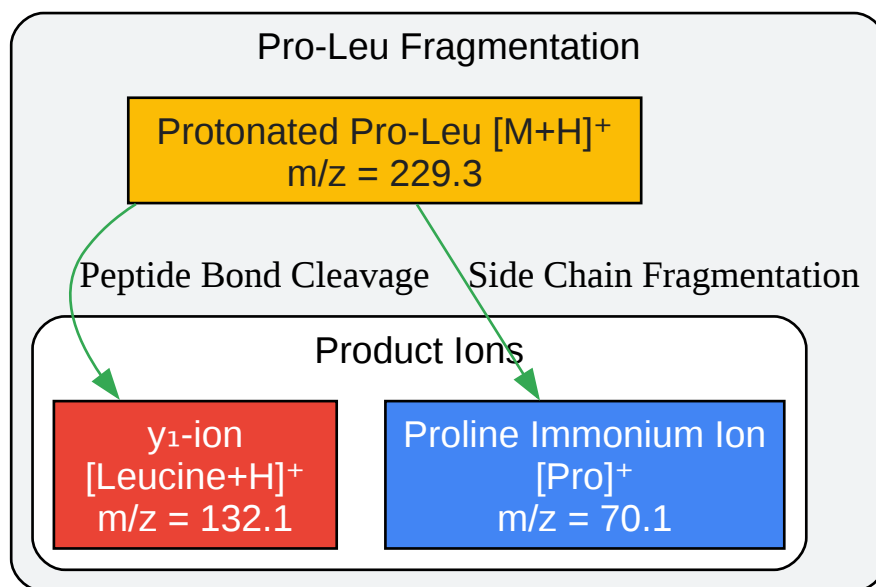 Pro-Leu Fragmentation
Protonated Pro-Leu [M+H]⁺
m/z = 229.3
Peptide Bond Cleavage
Side Chain Fragmentation
Product Ions
y₁-ion
[Leucine+H]⁺
m/z = 132.1
Proline Immonium Ion
[Pro]⁺
m/z = 70.1